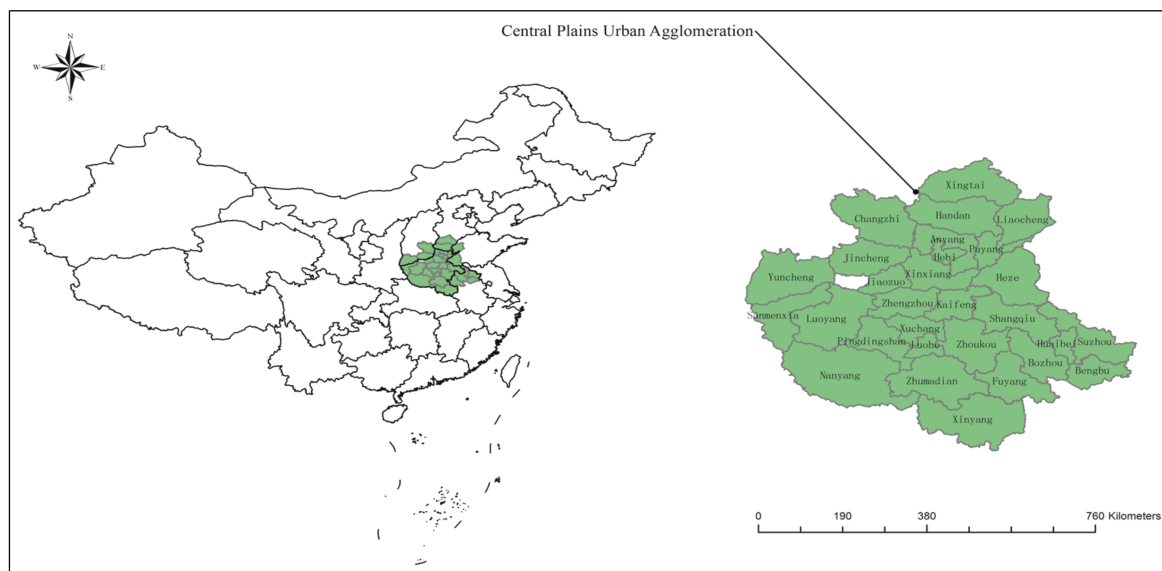 Central Plains Urban Agglomeration
N
W
E
S
Xingtai
Changzhi
Handan
Liaocheng
Anyang
Puyang
Hebi
Jincheng
Xinxiang
Heze
Yuncheng
Jiaozuo
Zhengzhou
Kaifeng
Sanmenxia
Luoyang
Shangqiu
Xuchang
Pingdingshan
Luohe
Zhoukou
Huaibei
Suzhou
Bozhou
Bengbu
Nanyang
Zhumadian
Fuyang
Xinyang
0 190 380 760 Kilometers